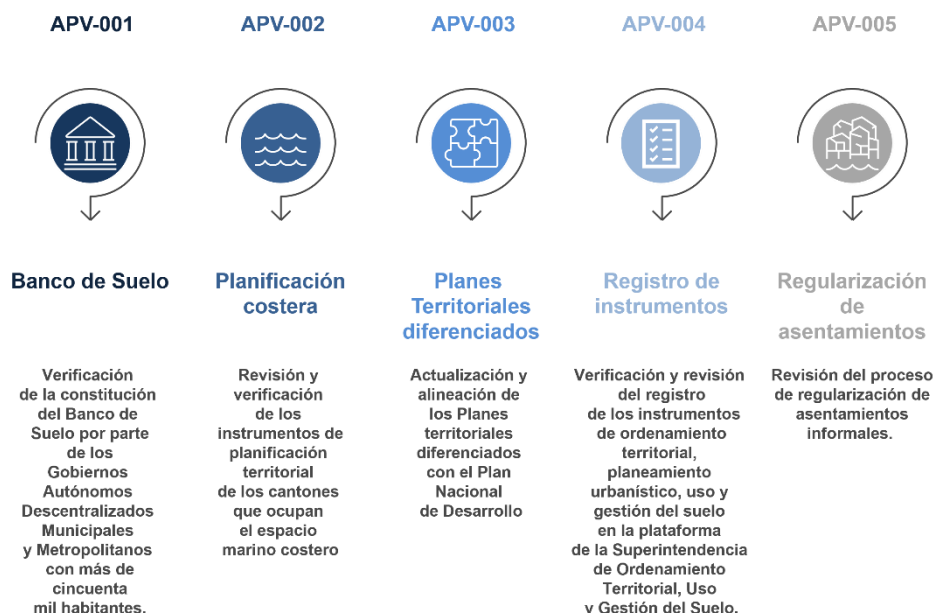 APV-001
APV-002
APV-003
APV-004
APV-005
Banco de Suelo
Planificación
costera
Planes
Territoriales
diferenciados
Registro de
instrumentos
Regularización
de
asentamientos
Verificación
de la constitución
del Banco de
Suelo por parte
de los
Gobiernos
Autónomos
Descentralizados
Municipales
y Metropolitanos
con más de
cincuenta
mil habitantes.
Revisión y
verificación
de los
instrumentos de
planificación
territorial
de los cantones
que ocupan
el espacio
marino costero
Actualización y
alineación de
los Planes
territoriales
diferenciados
con el Plan
Nacional
de Desarrollo
Verificación y revisión
del registro
de los instrumentos
de ordenamiento
territorial,
planeamiento
urbanístico, uso y
gestión del suelo
en la plataforma
de la Superintendencia
de Ordenamiento
Territorial, Uso
y Gestión del Suelo.
Revisión del proceso
de regularización de
asentamientos
informales.